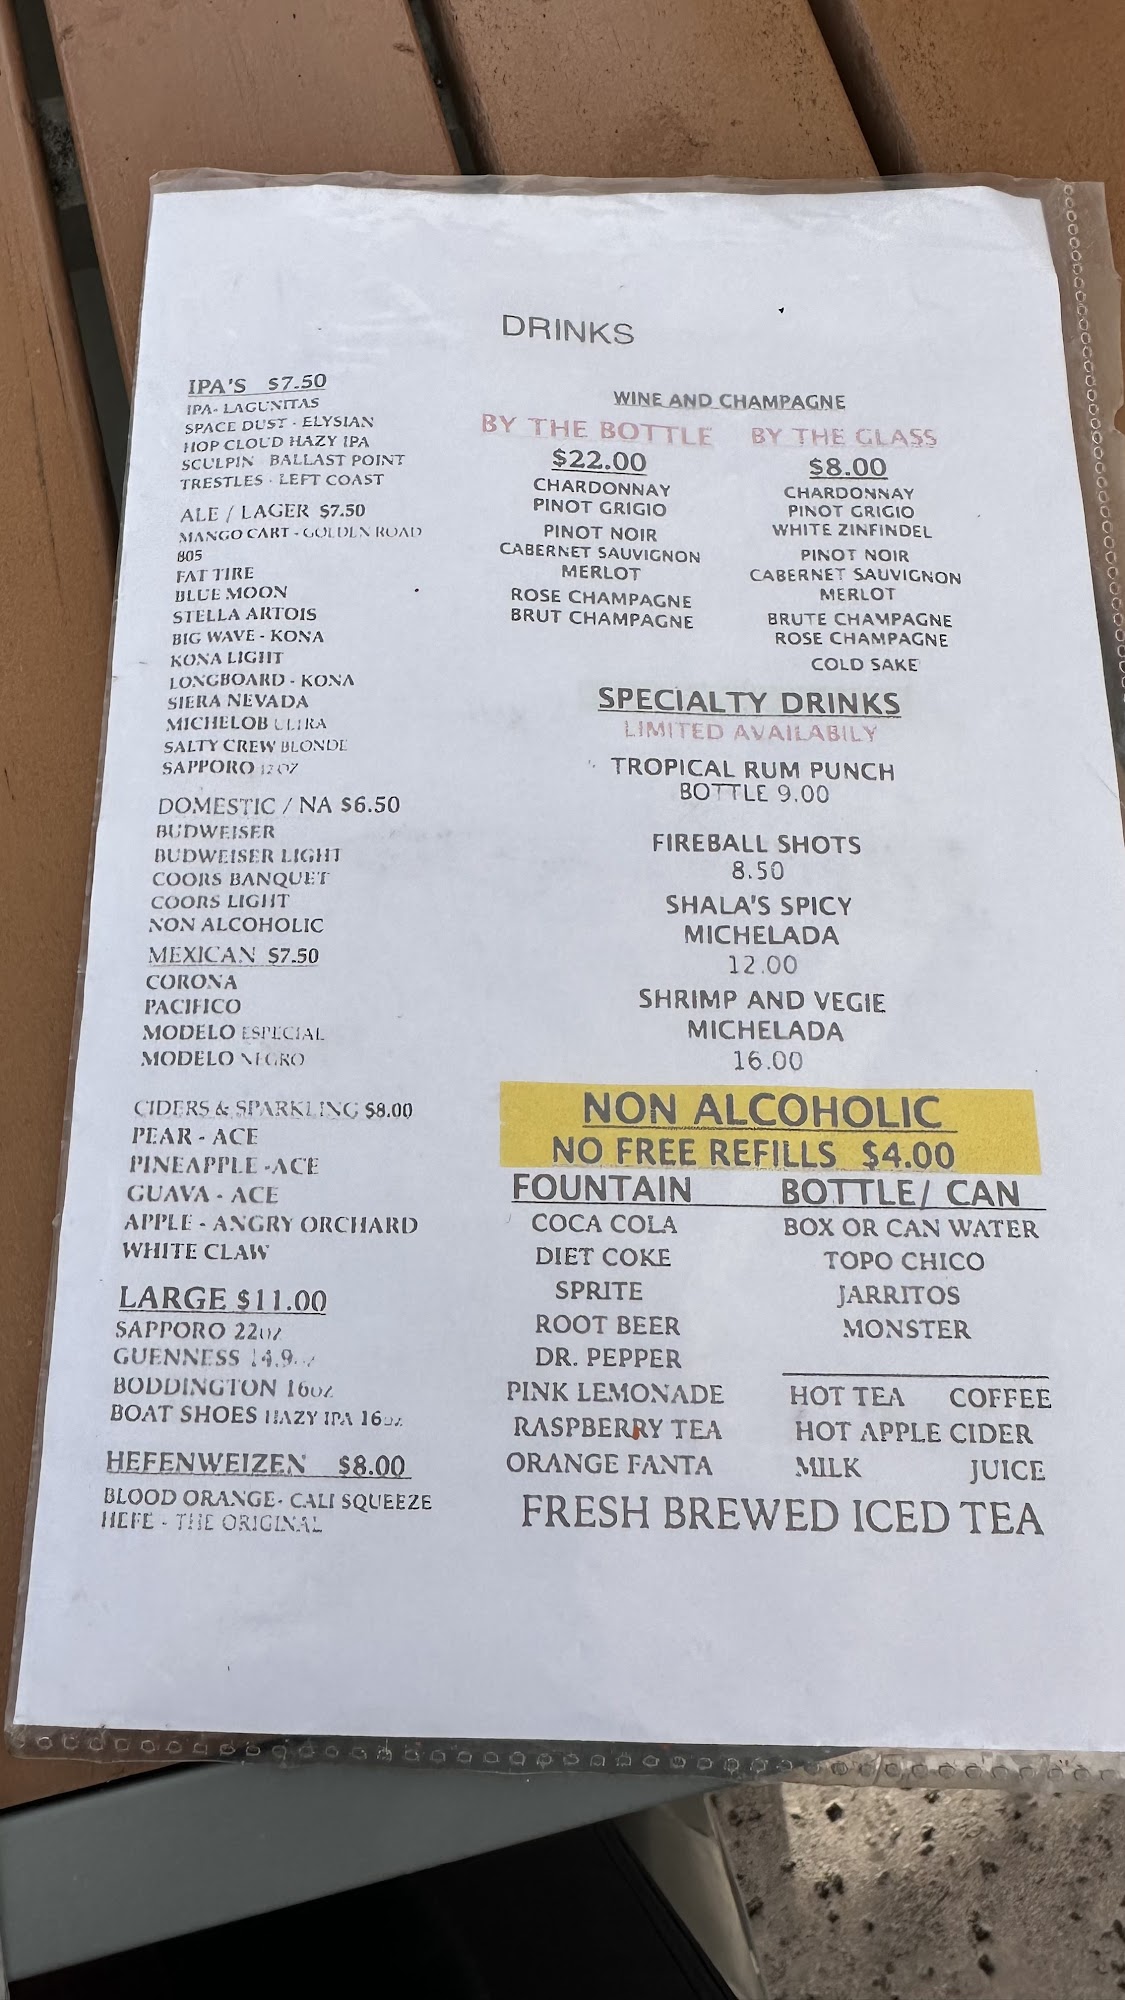 DRINKS
IPA'S $7.50
IPA- LAGUNITAS
SPACE DUST - ELYSIAN
HOP CLOUD HAZY IPA
SCULPIN BALLAST POINT
TRESTLES - LEFT COAST
ALE / LAGER $7.50
MANGO CART - GOLDEN ROAD
805
FAT TIRE
BLUE MOON
STELLA ARTOIS
BIG WAVE - KONA
KONA LIGHT
LONGBOARD - KONA
SIERA NEVADA
MICHELOB ULTRA
SALTY CREW BLONDE
SAPPORO 12OZ
DOMESTIC / NA $6.50
BUDWEISER
BUDWEISER LIGHT
COORS BANQUET
COORS LIGHT
NON ALCOHOLIC
MEXICAN $7.50
CORONA
PACIFICO
MODELO ESPECIAL
MODELO NEGRO
CIDERS & SPARKLING $8.00
PEAR - ACE
PINEAPPLE -ACE
GUAVA - ACE
APPLE - ANGRY ORCHARD
WHITE CLAW
LARGE $11.00
SAPPORO 22oz
GUENNESS 14.9oz
BODDINGTON 16oz
BOAT SHOES HAZY IPA 16oz
HEFENWEIZEN $8.00
BLOOD ORANGE- CALI SQUEEZE
HEFE - THE ORIGINAL
WINE AND CHAMPAGNE
BY THE BOTTLE
$22.00
CHARDONNAY
PINOT GRIGIO
PINOT NOIR
CABERNET SAUVIGNON
MERLOT
ROSE CHAMPAGNE
BRUT CHAMPAGNE
BY THE GLASS
$8.00
CHARDONNAY
PINOT GRIGIO
WHITE ZINFINDEL
PINOT NOIR
CABERNET SAUVIGNON
MERLOT
BRUTE CHAMPAGNE
ROSE CHAMPAGNE
COLD SAKE
SPECIALTY DRINKS
LIMITED AVAILABILY
TROPICAL RUM PUNCH
BOTTLE 9.00
FIREBALL SHOTS
8.50
SHALA'S SPICY
MICHELADA
12.00
SHRIMP AND VEGIE
MICHELADA
16.00
NON ALCOHOLIC
NO FREE REFILLS $4.00
FOUNTAIN
COCA COLA
DIET COKE
SPRITE
ROOT BEER
DR. PEPPER
PINK LEMONADE
RASPBERRY TEA
ORANGE FANTA
BOTTLE/ CAN
BOX OR CAN WATER
TOPO CHICO
JARRITOS
MONSTER
HOT TEA COFFEE
HOT APPLE CIDER
MILK JUICE
FRESH BREWED ICED TEA